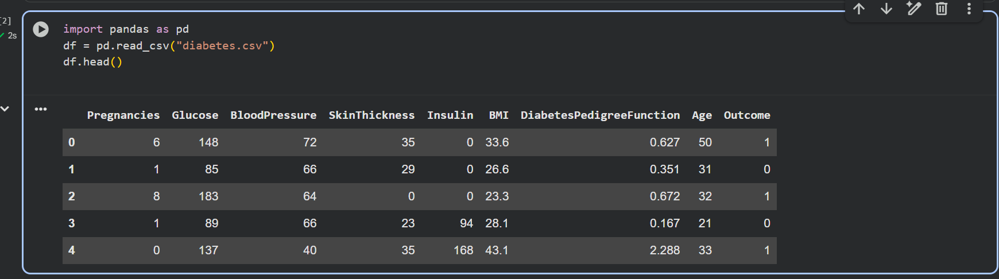 [2]
2s
import pandas as pd
df = pd.read_csv("diabetes.csv")
df.head()
Pregnancies Glucose BloodPressure SkinThickness Insulin BMI DiabetesPedigreeFunction Age Outcome
0 6 148 72 35 0 33.6 0.627 50 1
1 1 85 66 29 0 26.6 0.351 31 0
2 8 183 64 0 0 23.3 0.672 32 1
3 1 89 66 23 94 28.1 0.167 21 0
4 0 137 40 35 168 43.1 2.288 33 1